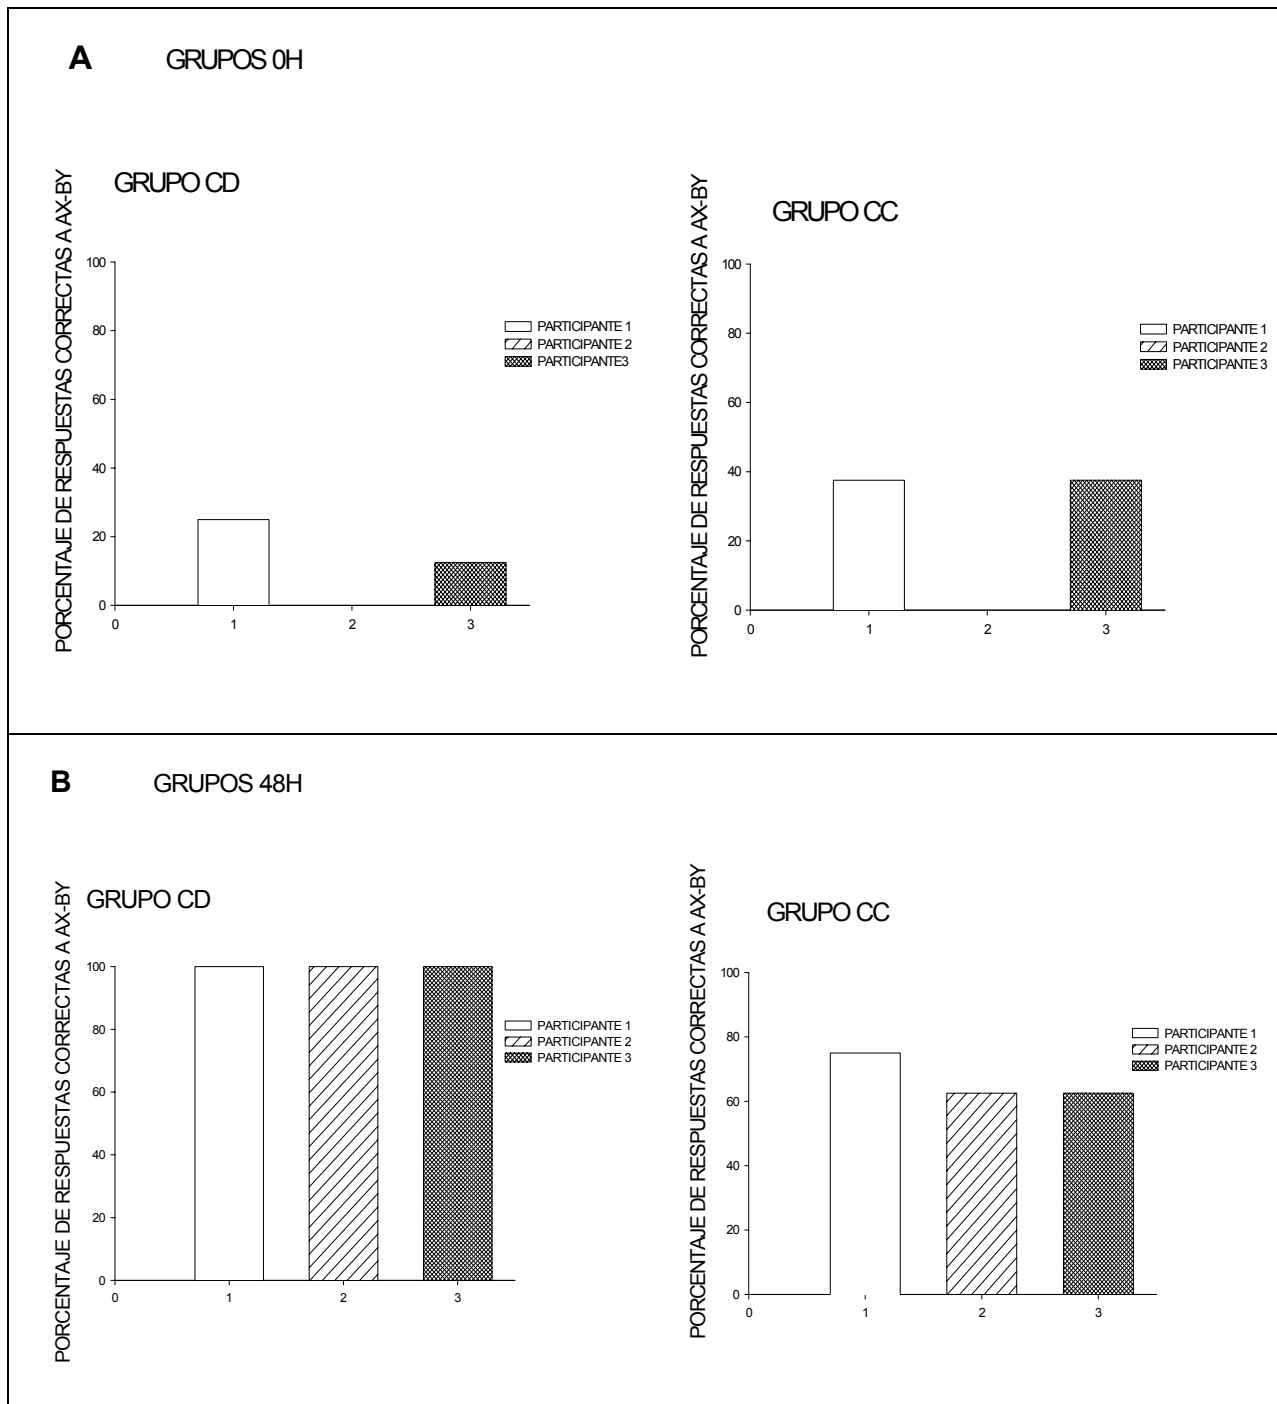 A GRUPOS 0H
GRUPO CD
PORCENTAJE DE RESPUESTAS CORRECTAS A AX-BY
100
80
60
40
20
0
0 1 2 3
PARTICIPANTE 1
PARTICIPANTE 2
PARTICIPANTE3
GRUPO CC
PORCENTAJE DE RESPUESTAS CORRECTAS A AX-BY
100
80
60
40
20
0
0 1 2 3
PARTICIPANTE 1
PARTICIPANTE 2
PARTICIPANTE 3
B GRUPOS 48H
GRUPO CD
PORCENTAJE DE RESPUESTAS CORRECTAS A AX-BY
100
80
60
40
20
0
0 1 2 3
PARTICIPANTE 1
PARTICIPANTE 2
PARTICIPANTE 3
GRUPO CC
PORCENTAJE DE RESPUESTAS CORRECTAS A AX-BY
100
80
60
40
20
0
0 1 2 3
PARTICIPANTE 1
PARTICIPANTE 2
PARTICIPANTE 3